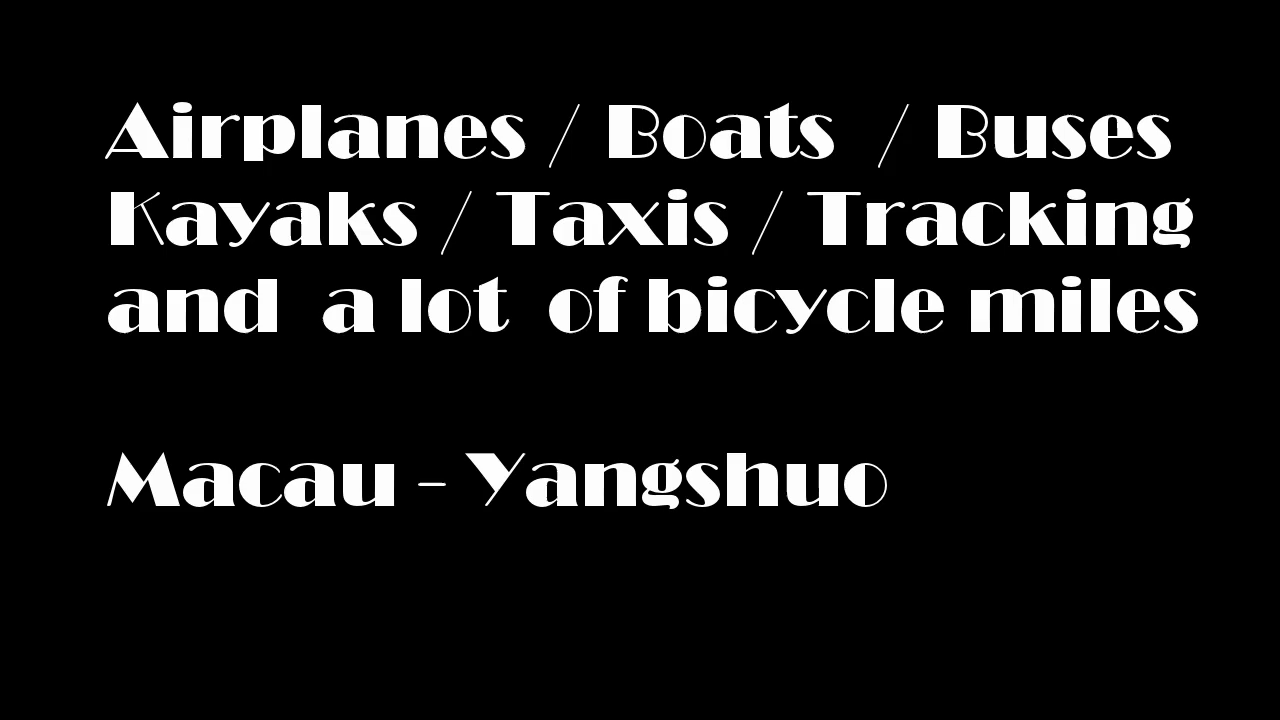 Airplanes / Boats / Buses
Kayaks / Taxis / Tracking
and a lot of bicycle miles
Macau - Yangshuo